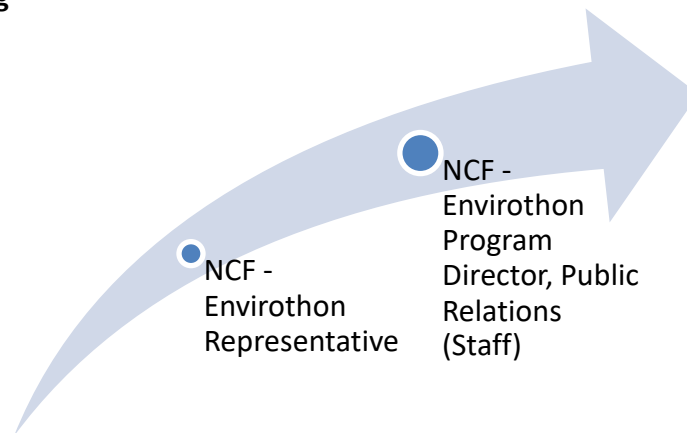 g
NCF -
Envirothon
Representative
NCF -
Envirothon
Program
Director, Public
Relations
(Staff)